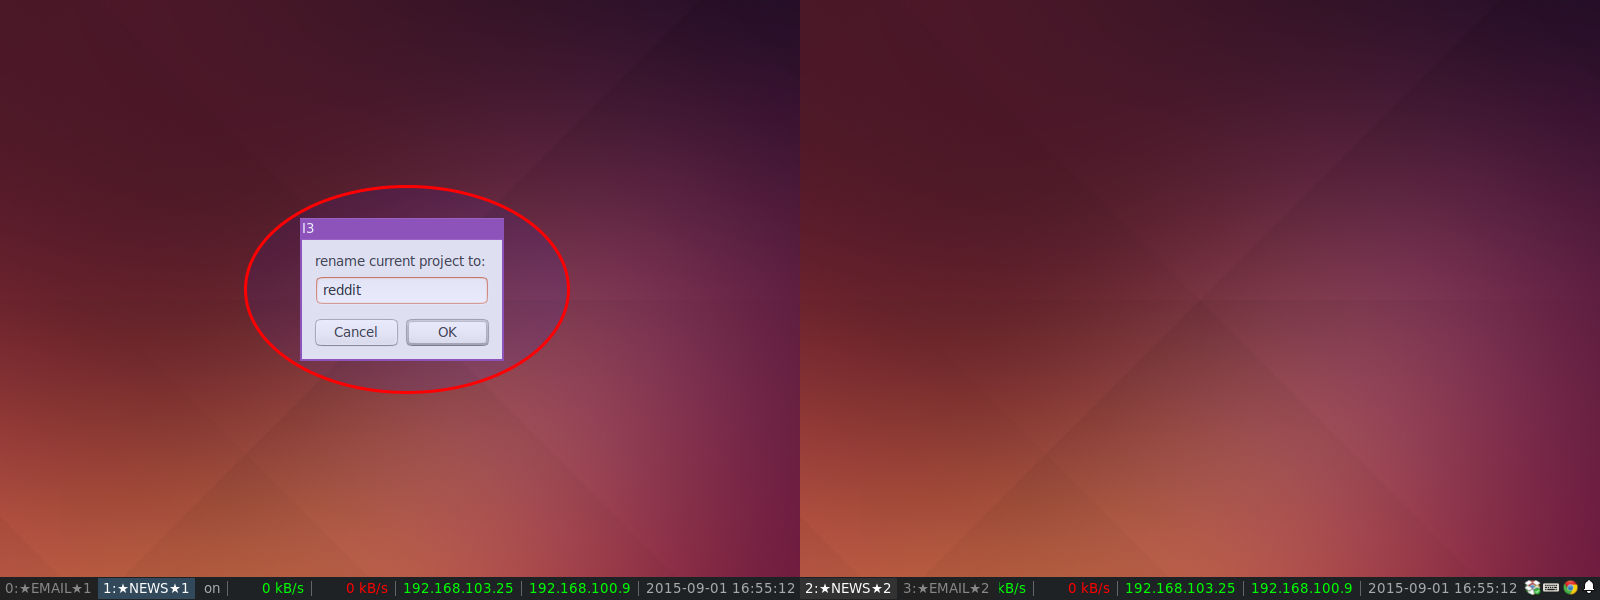 I3
rename current project to:
reddit
Cancel OK
0:★EMAIL★1 1:★NEWS★1 on | 0 kB/s | 0 kB/s | 192.168.103.25 | 192.168.100.9 | 2015-09-01 16:55:12 2:★NEWS★2 3:★EMAIL★2 kB/s | 0 kB/s | 192.168.103.25 | 192.168.100.9 | 2015-09-01 16:55:12